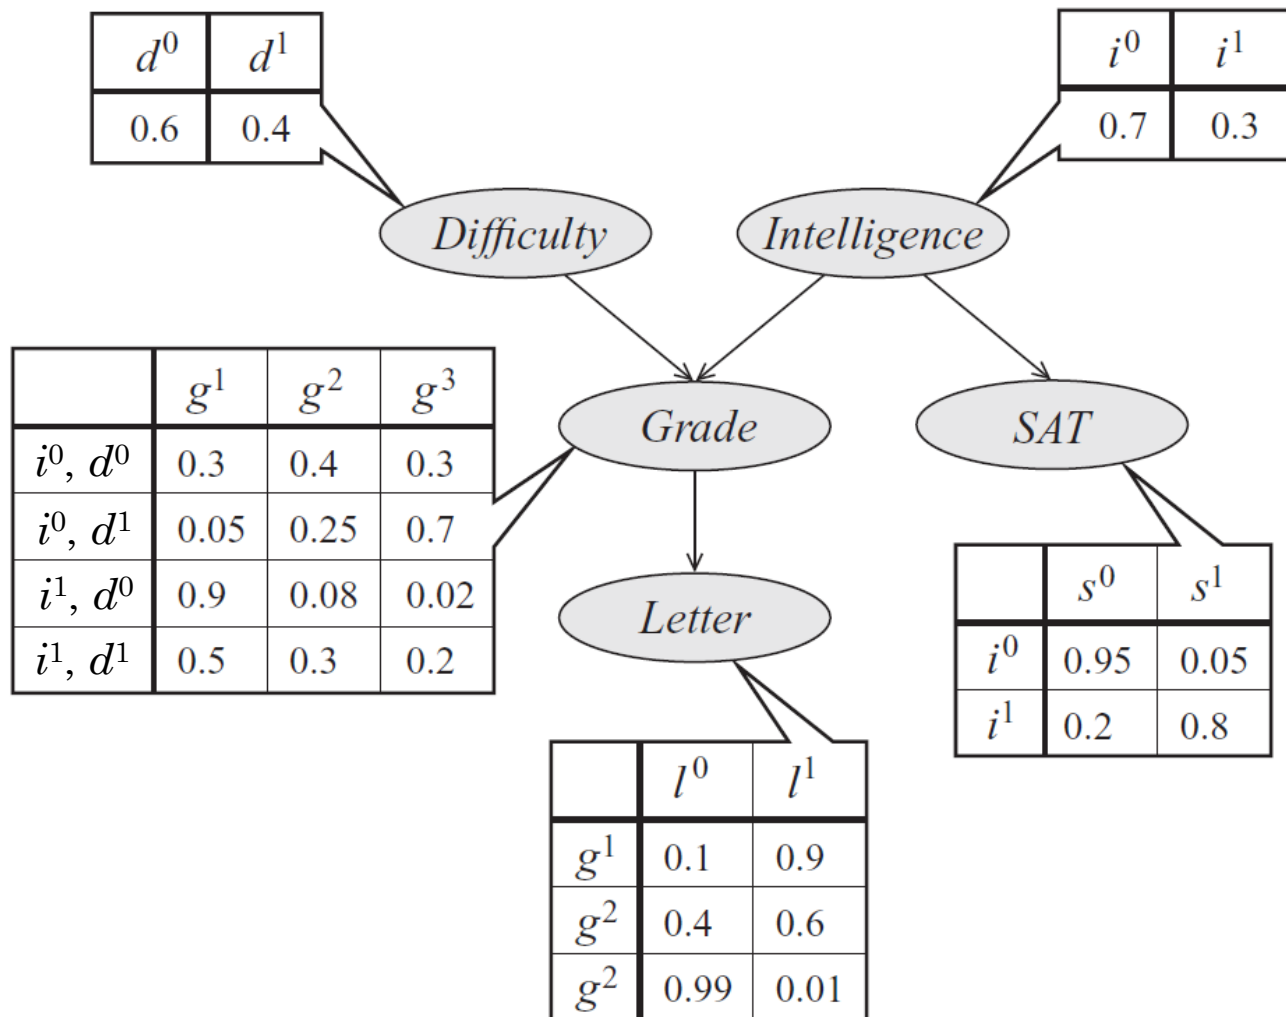 d⁰ d¹
0.6 0.4
i⁰ i¹
0.7 0.3
Difficulty
Intelligence
g¹ g² g³
i⁰, d⁰ 0.3 0.4 0.3
i⁰, d¹ 0.05 0.25 0.7
i¹, d⁰ 0.9 0.08 0.02
i¹, d¹ 0.5 0.3 0.2
Grade
SAT
s⁰ s¹
i⁰ 0.95 0.05
i¹ 0.2 0.8
Letter
l⁰ l¹
g¹ 0.1 0.9
g² 0.4 0.6
g² 0.99 0.01